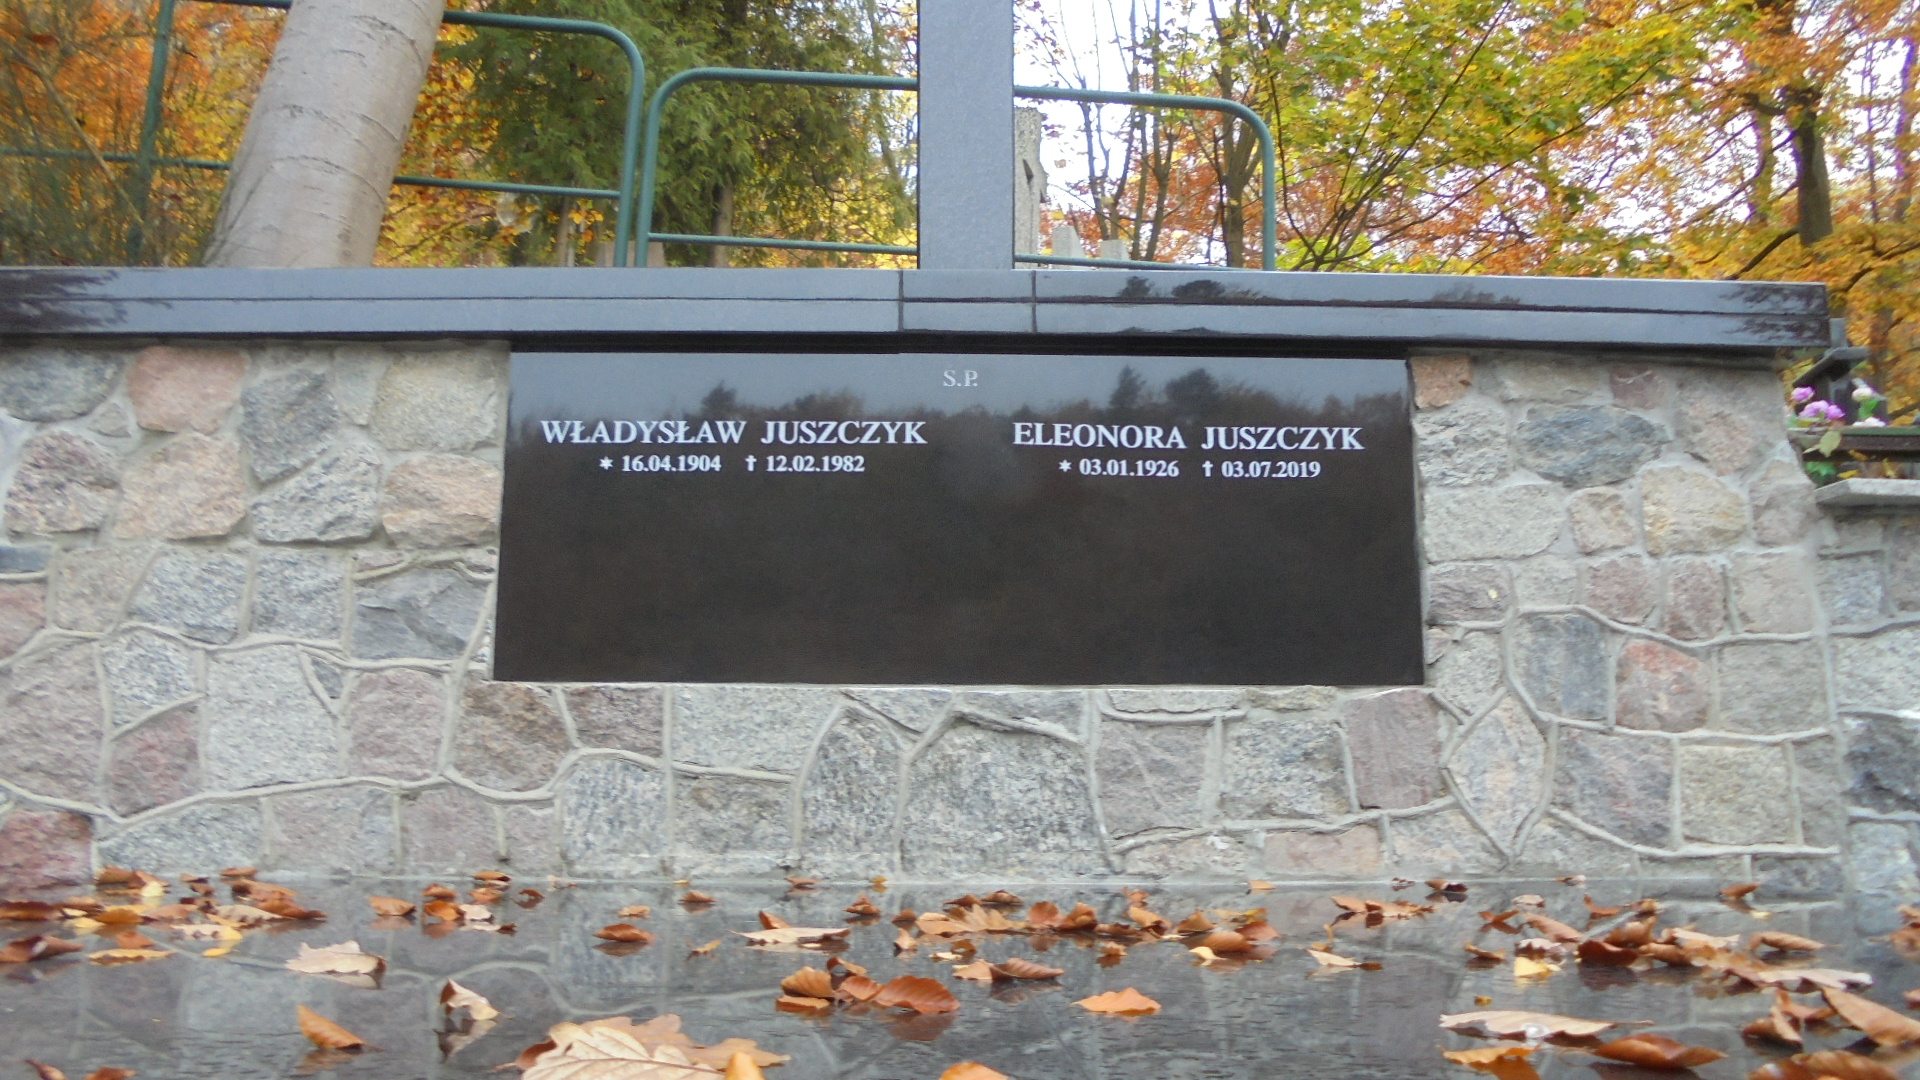 Ś.P.
WŁADYSŁAW JUSZCZYK
✶ 16.04.1904 † 12.02.1982
ELEONORA JUSZCZYK
✶ 03.01.1926 † 03.07.2019